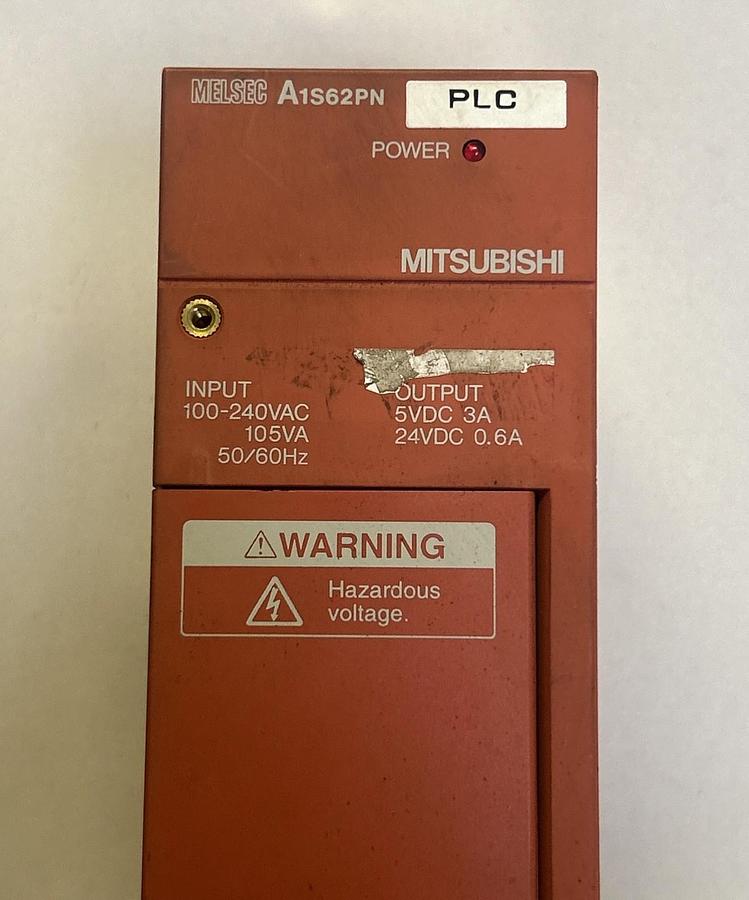 MELSEC A1S62PN
PLC
POWER
MITSUBISHI
INPUT
100-240VAC
105VA
50/60Hz
OUTPUT
5VDC 3A
24VDC 0.6A
⚠WARNING
Hazardous
voltage.